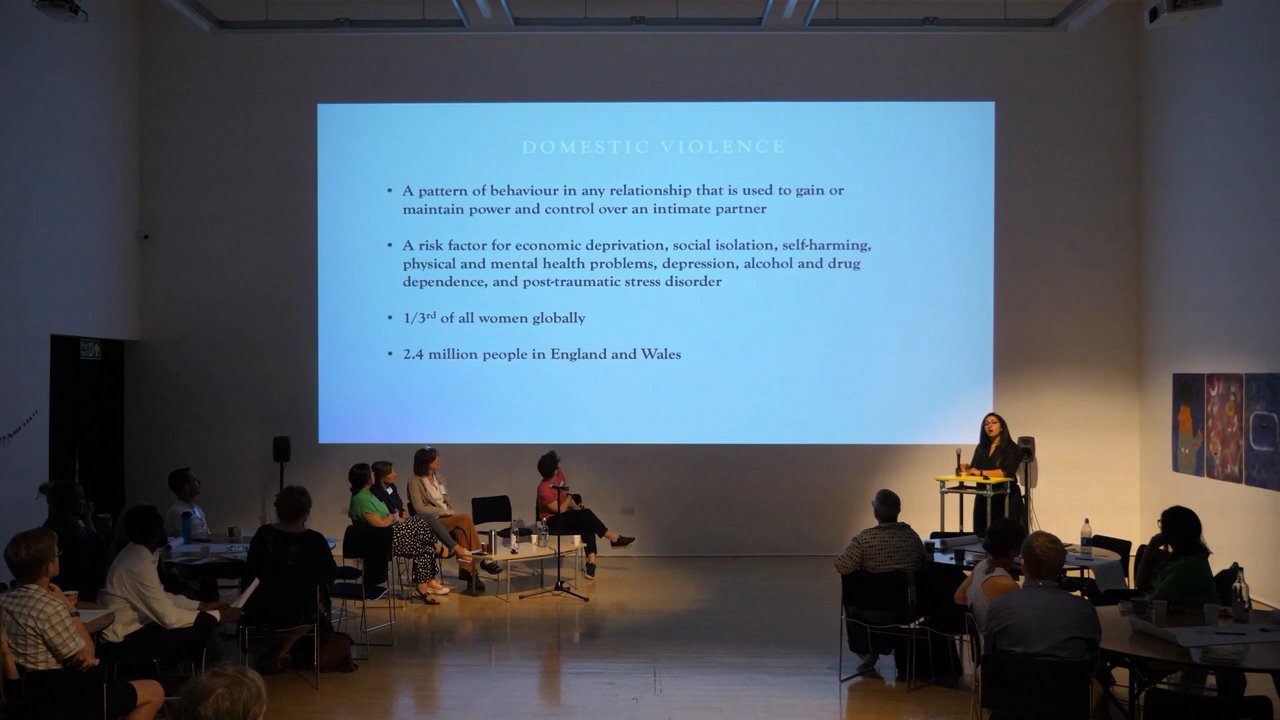 DOMESTIC VIOLENCE
• A pattern of behaviour in any relationship that is used to gain or
maintain power and control over an intimate partner
• A risk factor for economic deprivation, social isolation, self-harming,
physical and mental health problems, depression, alcohol and drug
dependence, and post-traumatic stress disorder
• 1/3rd of all women globally
• 2.4 million people in England and Wales